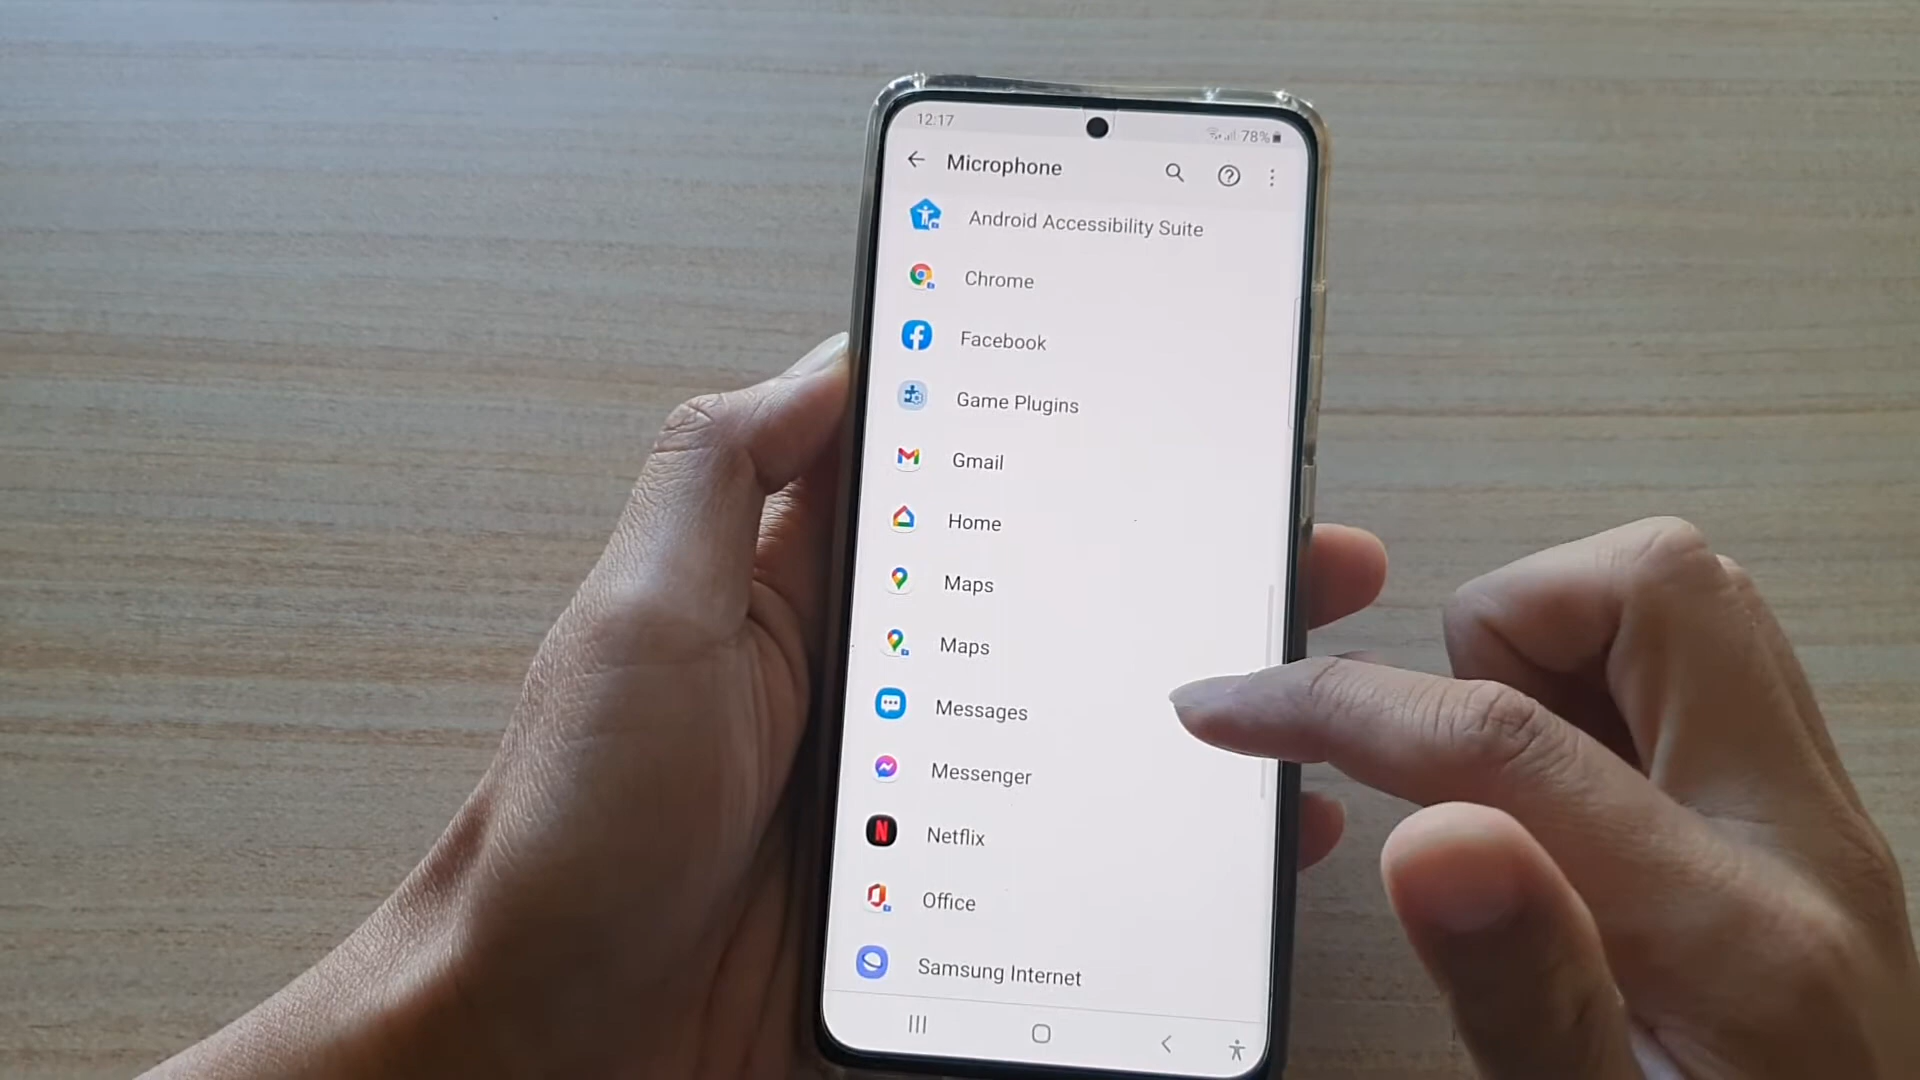 12:17
78%
Microphone
Android Accessibility Suite
Chrome
Facebook
Game Plugins
Gmail
Home
Maps
Maps
Messages
Messenger
Netflix
Office
Samsung Internet